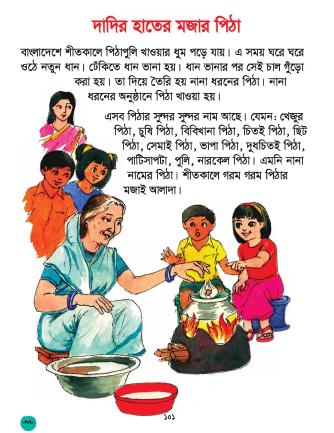 দাদির হাতের মজার পিঠা
বাংলাদেশে শীতকালে পিঠাপুলি খাওয়ার ধুম পড়ে যায়। এ সময় ঘরে ঘরে
ওঠে নতুন ধান। ঢেঁকিতে ধান ভানা হয়। ধান ভানার পর সেই চাল গুঁড়ো
করা হয়। তা দিয়ে তৈরি হয় নানা ধরনের পিঠা। নানা
ধরনের অনুষ্ঠানে পিঠা খাওয়া হয়।
এসব পিঠার সুন্দর সুন্দর নাম আছে। যেমন: খেজুর
পিঠা, চুষি পিঠা, বিবিখানা পিঠা, চিতই পিঠা, ছিট
পিঠা, সেমাই পিঠা, ভাপা পিঠা, দুধচিতই পিঠা,
পাটিসাপটা, পুলি, নারকেল পিঠা। এমনি নানা
নামের পিঠা। শীতকালে গরম গরম পিঠার
মজাই আলাদা।
১০১